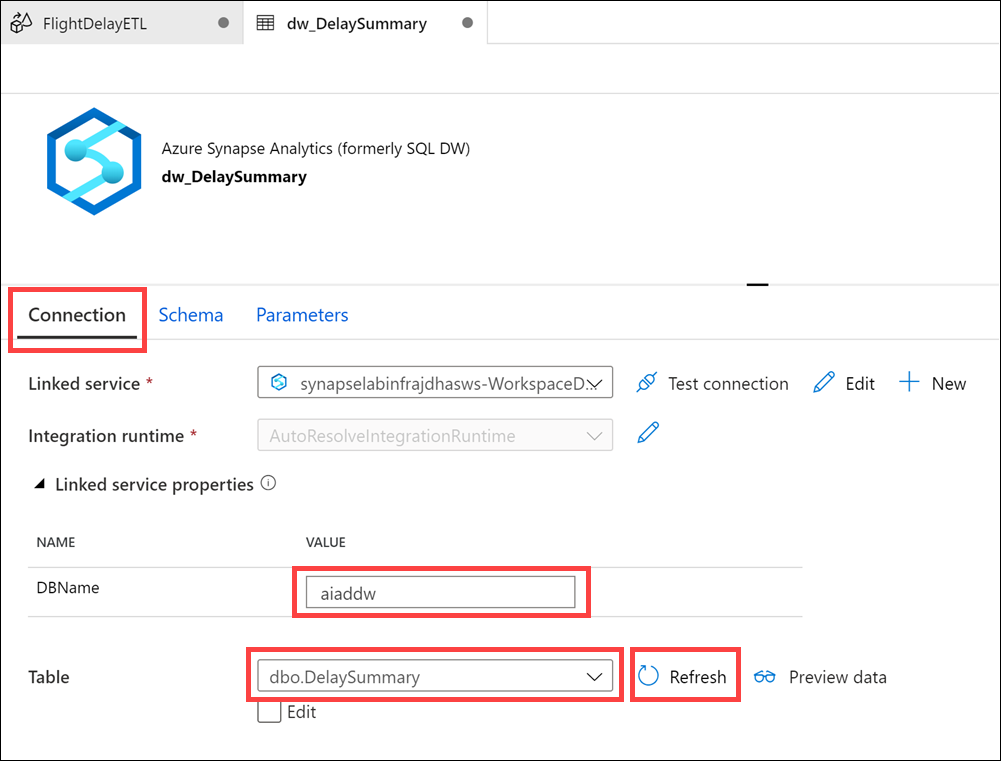 FlightDelayETL
dw_DelaySummary
Azure Synapse Analytics (formerly SQL DW)
dw_DelaySummary
Connection Schema Parameters
Linked service * synapselabinfrajdhasws-WorkspaceD... Test connection Edit New
Integration runtime * AutoResolveIntegrationRuntime
Linked service properties
NAME VALUE
DBName aiaddw
Table dbo.DelaySummary Refresh Preview data
Edit